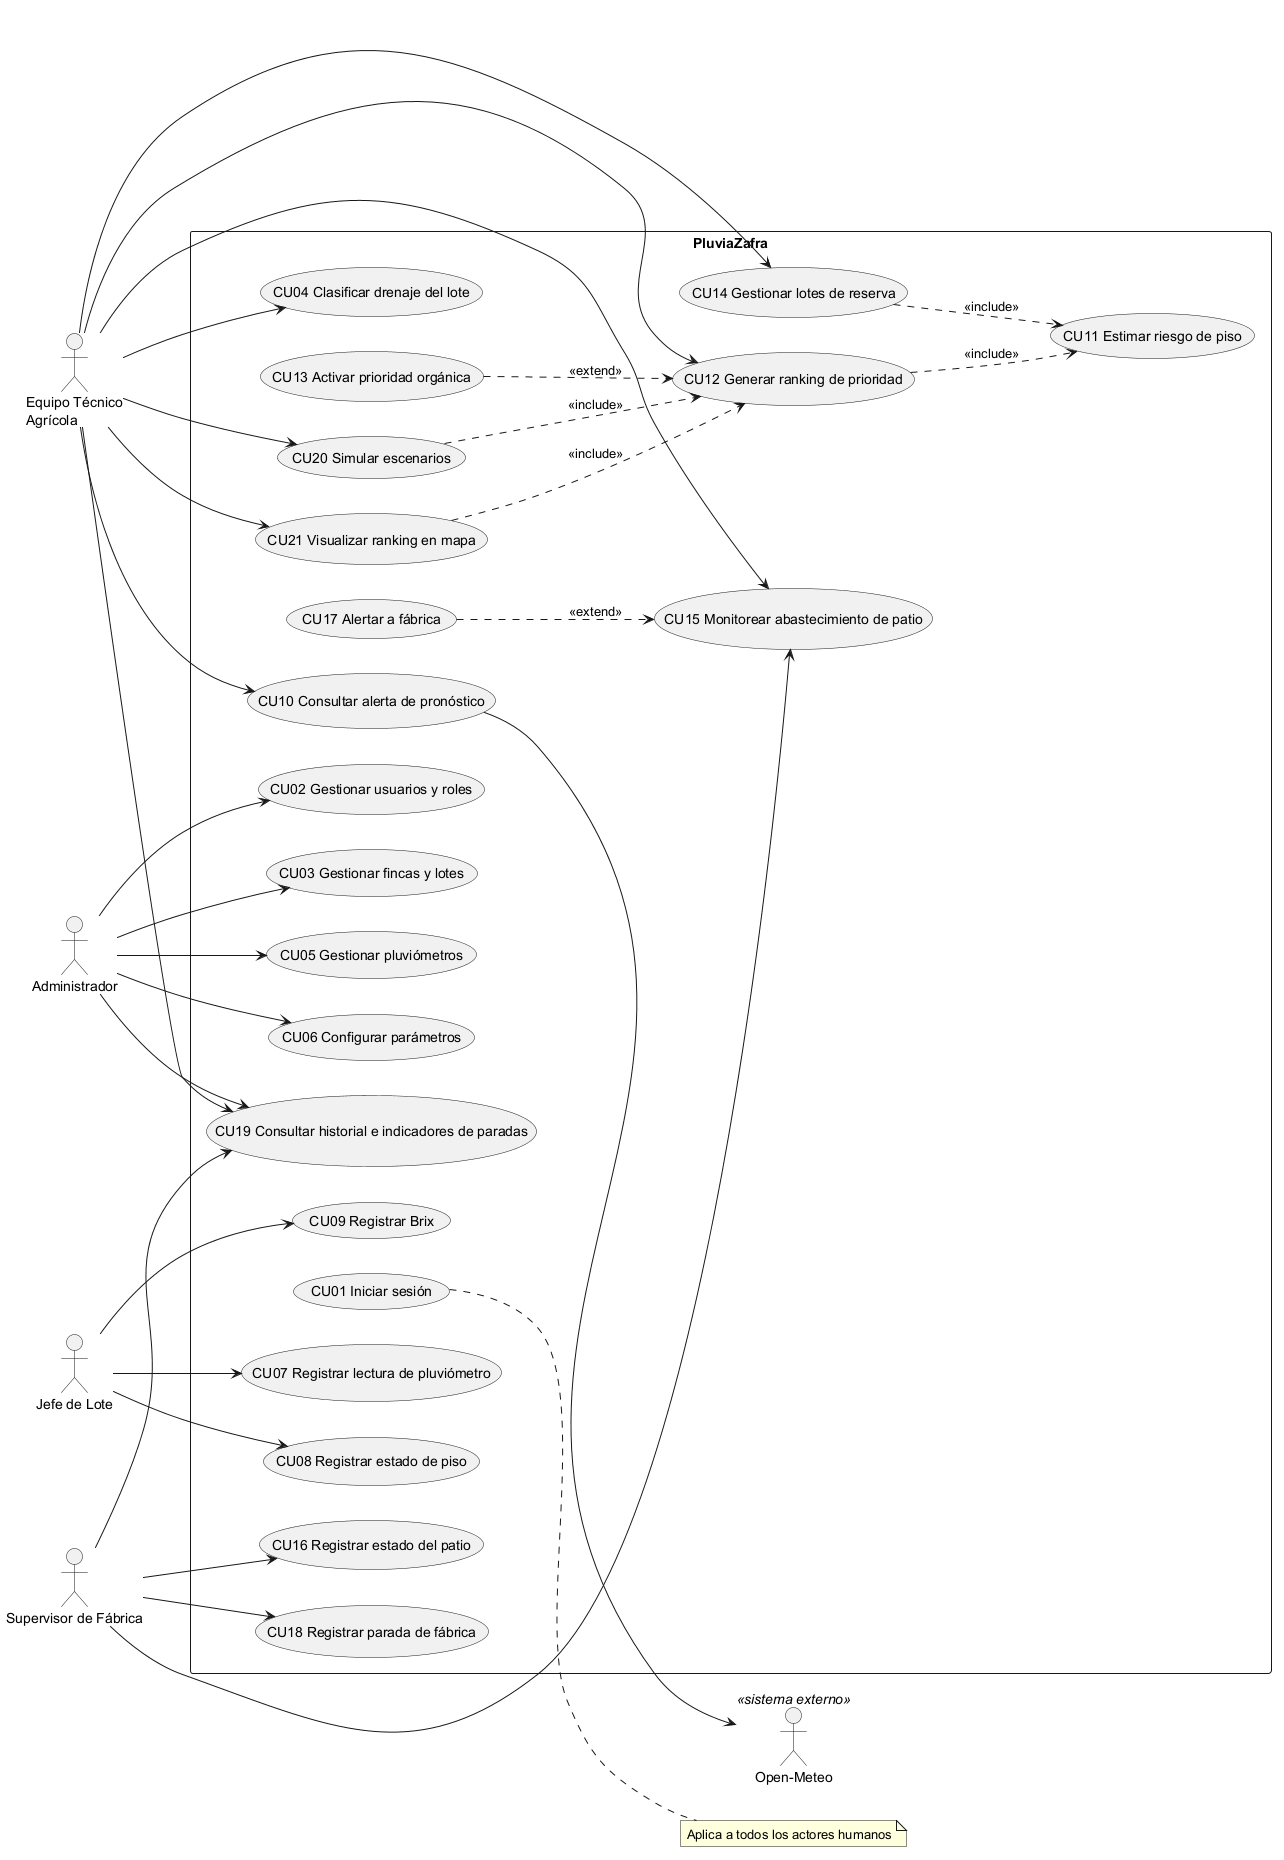 PluviaZafra
CU04 Clasificar drenaje del lote
CU14 Gestionar lotes de reserva
«include»
CU11 Estimar riesgo de piso
«include»
CU13 Activar prioridad orgánica
«extend»
CU12 Generar ranking de prioridad
Equipo Técnico
Agrícola
«include»
CU20 Simular escenarios
«include»
CU21 Visualizar ranking en mapa
CU17 Alertar a fábrica
«extend»
CU15 Monitorear abastecimiento de patio
CU10 Consultar alerta de pronóstico
CU02 Gestionar usuarios y roles
CU03 Gestionar fincas y lotes
CU05 Gestionar pluviómetros
Administrador
CU06 Configurar parámetros
CU19 Consultar historial e indicadores de paradas
CU09 Registrar Brix
CU01 Iniciar sesión
CU07 Registrar lectura de pluviómetro
Jefe de Lote
CU08 Registrar estado de piso
CU16 Registrar estado del patio
Supervisor de Fábrica
CU18 Registrar parada de fábrica
«sistema externo»
Open-Meteo
Aplica a todos los actores humanos